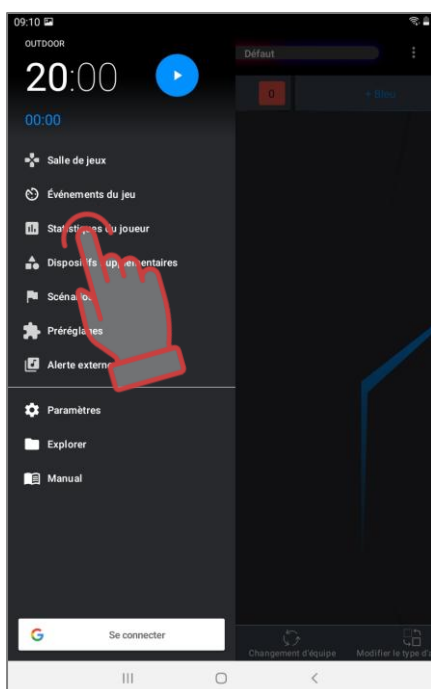 09:10
OUTDOOR
20:00
00:00
Défaut
0
+ Bleu
Salle de jeux
Événements du jeu
Statistiques du joueur
Dispositifs supplémentaires
Scénarios
Préréglages
Alerte externe
Paramètres
Explorer
Manual
Se connecter
Changement d'équipe
Modifier le type d'a